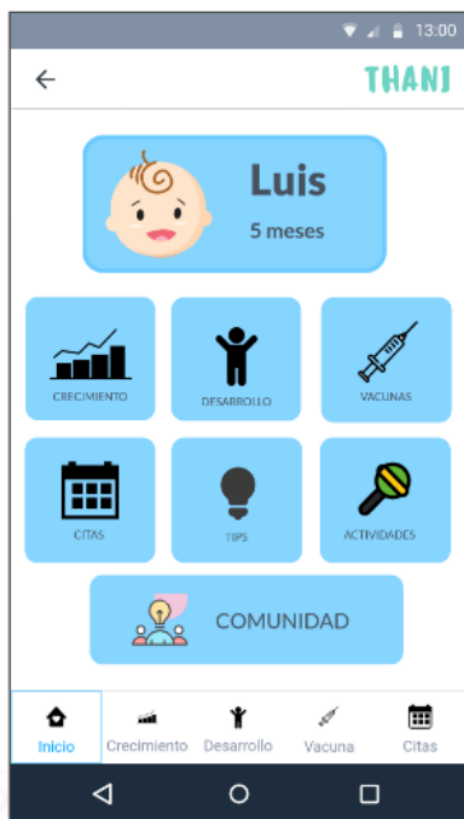 13:00
THANI
Luis
5 meses
CRECIMIENTO
DESARROLLO
VACUNAS
CITAS
TIPS
ACTIVIDADES
COMUNIDAD
Inicio
Crecimiento
Desarrollo
Vacuna
Citas